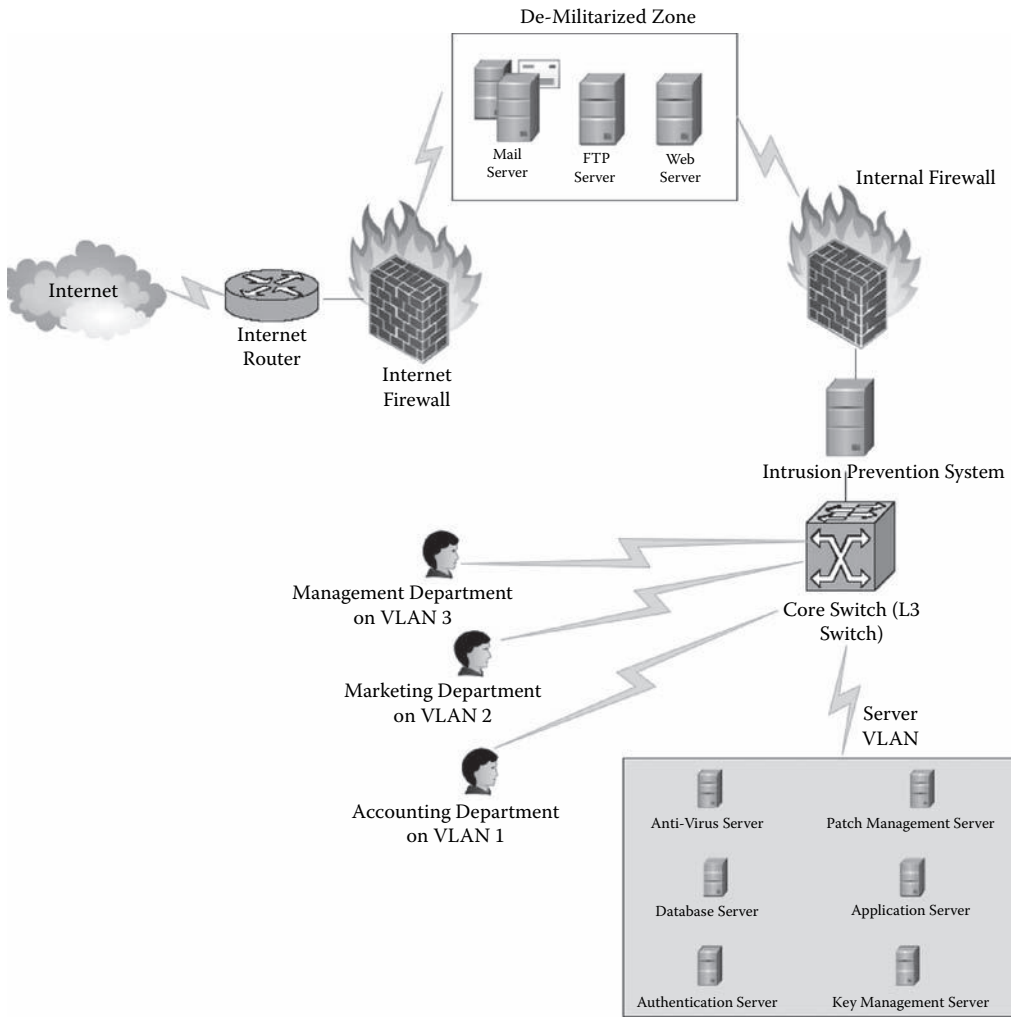 De-Militarized Zone
Mail
Server
FTP
Server
Web
Server
Internal Firewall
Internet
Internet
Router
Internet
Firewall
Intrusion Prevention System
Management Department
on VLAN 3
Core Switch (L3
Switch)
Marketing Department
on VLAN 2
Server
VLAN
Accounting Department
on VLAN 1
Anti-Virus Server
Patch Management Server
Database Server
Application Server
Authentication Server
Key Management Server